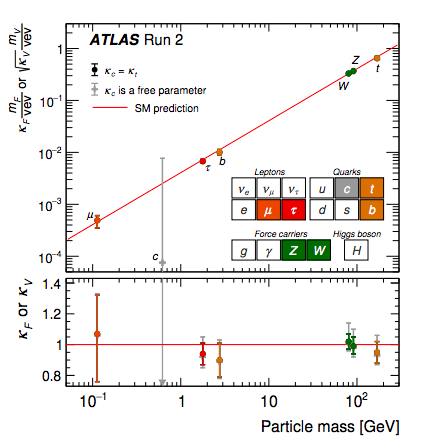 ATLAS Run 2
κ_F m_F/vev or √κ_V m_V/vev
1
10⁻¹
10⁻²
10⁻³
10⁻⁴
κ_c = κ_t
κ_c is a free parameter
SM prediction
μ
c
τ
b
W
Z
t
Leptons Quarks
ν_e ν_μ ν_τ u c t
e μ τ d s b
Force carriers Higgs boson
g γ Z W H
κ_F or κ_V
1.4
1.2
1
0.8
10⁻¹ 1 10 10²
Particle mass [GeV]